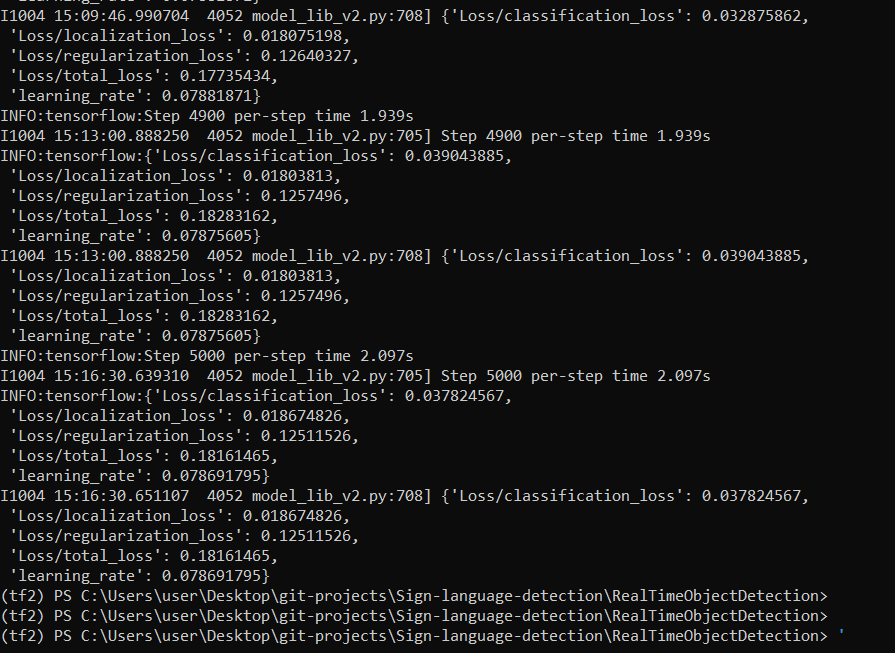 I1004 15:09:46.990704  4052 model_lib_v2.py:708] {'Loss/classification_loss': 0.032875862,
 'Loss/localization_loss': 0.018075198,
 'Loss/regularization_loss': 0.12640327,
 'Loss/total_loss': 0.17735434,
 'learning_rate': 0.07881871}
INFO:tensorflow:Step 4900 per-step time 1.939s
I1004 15:13:00.888250  4052 model_lib_v2.py:705] Step 4900 per-step time 1.939s
INFO:tensorflow:{'Loss/classification_loss': 0.039043885,
 'Loss/localization_loss': 0.01803813,
 'Loss/regularization_loss': 0.1257496,
 'Loss/total_loss': 0.18283162,
 'learning_rate': 0.07875605}
I1004 15:13:00.888250  4052 model_lib_v2.py:708] {'Loss/classification_loss': 0.039043885,
 'Loss/localization_loss': 0.01803813,
 'Loss/regularization_loss': 0.1257496,
 'Loss/total_loss': 0.18283162,
 'learning_rate': 0.07875605}
INFO:tensorflow:Step 5000 per-step time 2.097s
I1004 15:16:30.639310  4052 model_lib_v2.py:705] Step 5000 per-step time 2.097s
INFO:tensorflow:{'Loss/classification_loss': 0.037824567,
 'Loss/localization_loss': 0.018674826,
 'Loss/regularization_loss': 0.12511526,
 'Loss/total_loss': 0.18161465,
 'learning_rate': 0.078691795}
I1004 15:16:30.651107  4052 model_lib_v2.py:708] {'Loss/classification_loss': 0.037824567,
 'Loss/localization_loss': 0.018674826,
 'Loss/regularization_loss': 0.12511526,
 'Loss/total_loss': 0.18161465,
 'learning_rate': 0.078691795}
(tf2) PS C:\Users\user\Desktop\git-projects\Sign-language-detection\RealTimeObjectDetection>
(tf2) PS C:\Users\user\Desktop\git-projects\Sign-language-detection\RealTimeObjectDetection>
(tf2) PS C:\Users\user\Desktop\git-projects\Sign-language-detection\RealTimeObjectDetection> '